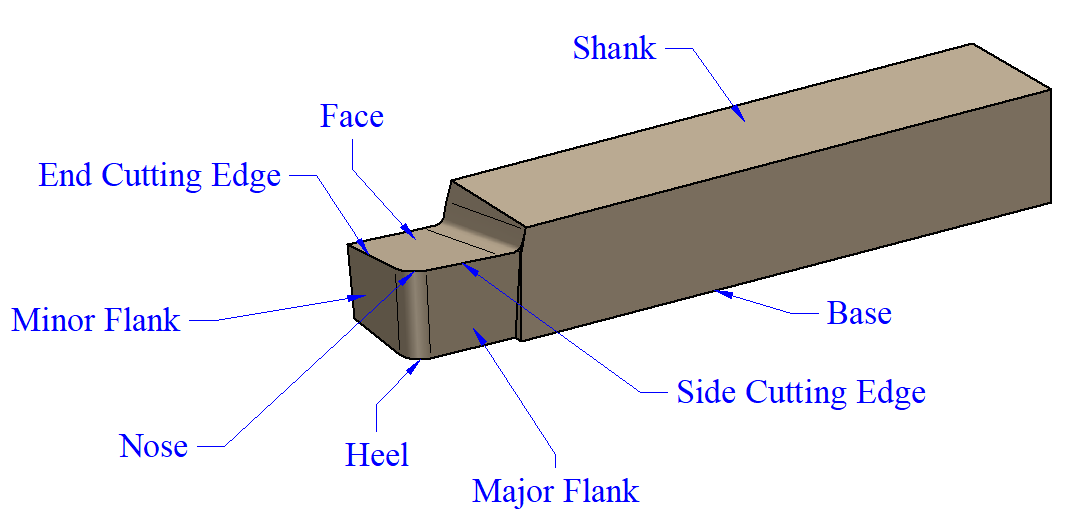 Shank
Face
End Cutting Edge
Minor Flank
Base
Side Cutting Edge
Nose
Heel
Major Flank